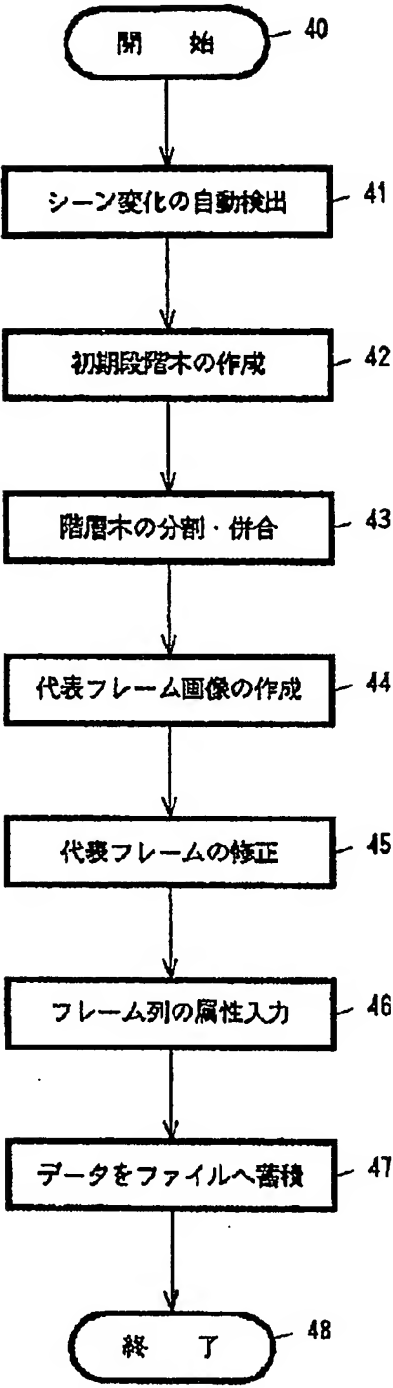 開 始 40
シーン変化の自動検出 41
初期段階木の作成 42
階層木の分割・併合 43
代表フレーム画像の作成 44
代表フレームの修正 45
フレーム列の属性入力 46
データをファイルへ蓄積 47
終 了 48